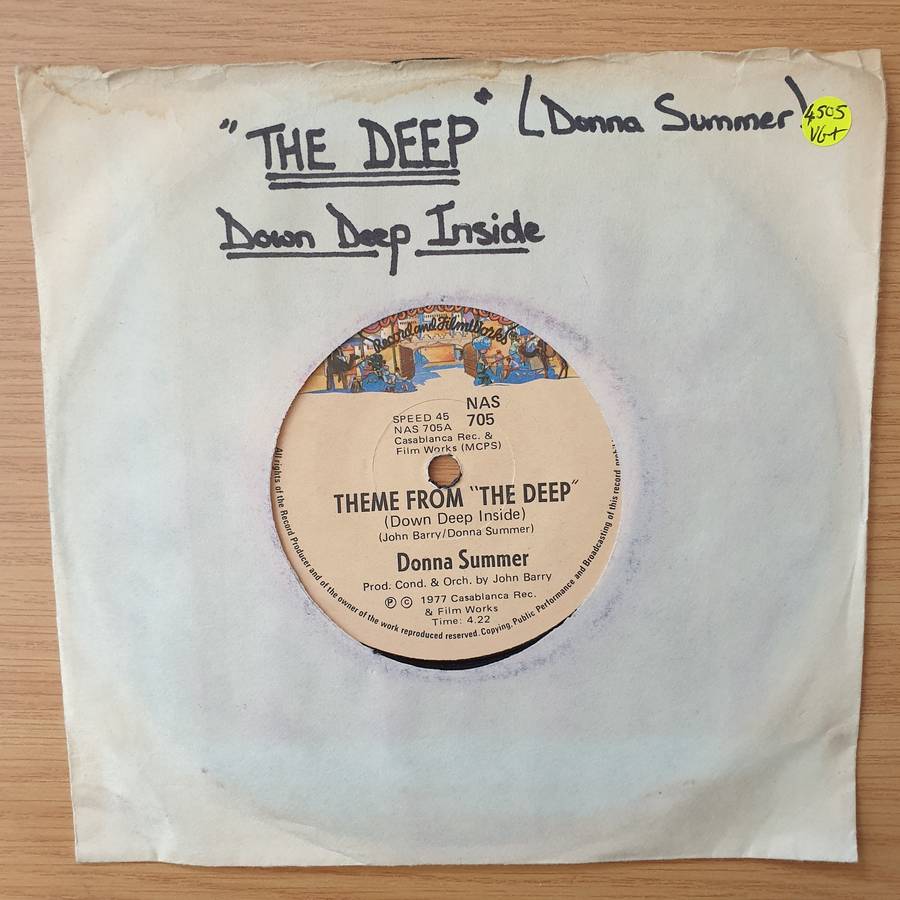 "THE DEEP" (Donna Summer)
4505
VG+
Down Deep Inside
Record and FilmWorks
SPEED 45 NAS
NAS 705A 705
Casablanca Rec. &
Film Works (MCPS)
THEME FROM "THE DEEP"
(Down Deep Inside)
(John Barry/Donna Summer)
Donna Summer
Prod. Cond. & Orch. by John Barry
Ⓟ © 1977 Casablanca Rec.
& Film Works
Time: 4.22
All rights of the Record Producer and of the owner of the work reproduced reserved. Copying, Public Performance and Broadcasting of this record